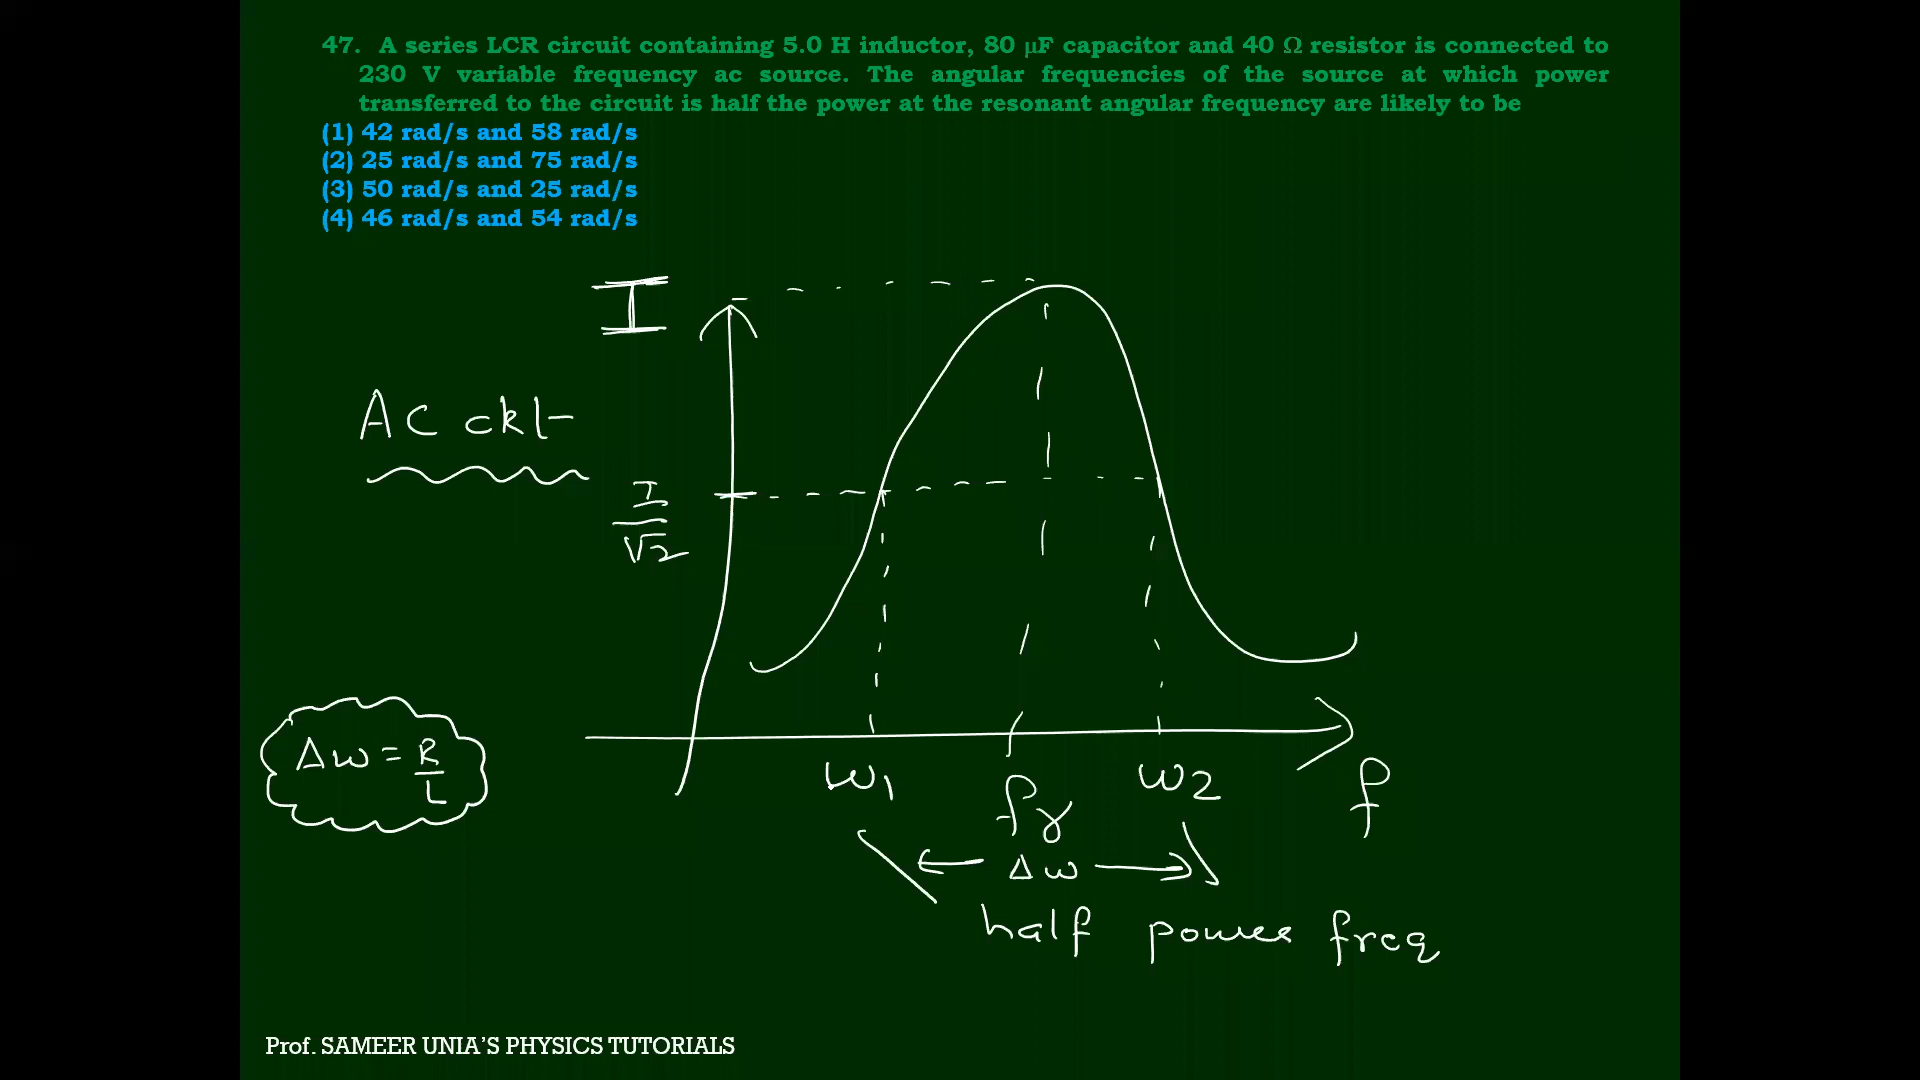 47. A series LCR circuit containing 5.0 H inductor, 80 μF capacitor and 40 Ω resistor is connected to
230 V variable frequency ac source. The angular frequencies of the source at which power
transferred to the circuit is half the power at the resonant angular frequency are likely to be
(1) 42 rad/s and 58 rad/s
(2) 25 rad/s and 75 rad/s
(3) 50 rad/s and 25 rad/s
(4) 46 rad/s and 54 rad/s
I
AC ckt
I/√2
Δw = R/L
w1 fr w2 f
Δw
half power freq
Prof. SAMEER UNIA'S PHYSICS TUTORIALS